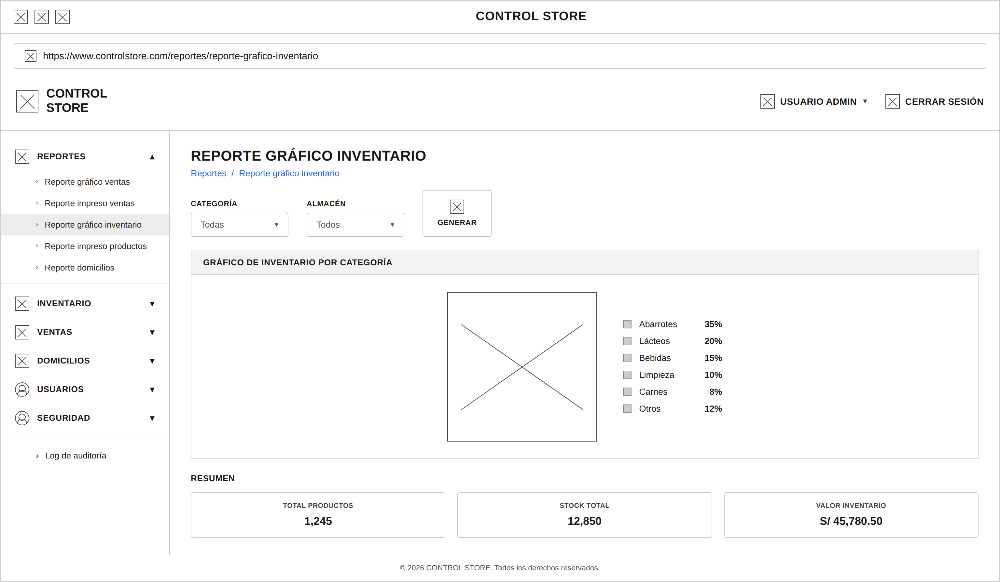 CONTROL STORE
https://www.controlstore.com/reportes/reporte-grafico-inventario
CONTROL
STORE
USUARIO ADMIN ▼
CERRAR SESIÓN
REPORTES ▲
› Reporte gráfico ventas
› Reporte impreso ventas
› Reporte gráfico inventario
› Reporte impreso productos
› Reporte domicilios
INVENTARIO ▼
VENTAS ▼
DOMICILIOS ▼
USUARIOS ▼
SEGURIDAD ▼
› Log de auditoría
REPORTE GRÁFICO INVENTARIO
Reportes / Reporte gráfico inventario
CATEGORÍA
Todas ▼
ALMACÉN
Todos ▼
GENERAR
GRÁFICO DE INVENTARIO POR CATEGORÍA
Abarrotes 35%
Lácteos 20%
Bebidas 15%
Limpieza 10%
Carnes 8%
Otros 12%
RESUMEN
TOTAL PRODUCTOS
1,245
STOCK TOTAL
12,850
VALOR INVENTARIO
S/ 45,780.50
© 2026 CONTROL STORE. Todos los derechos reservados.